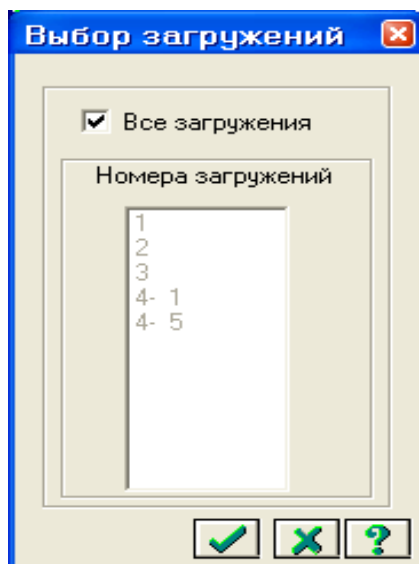 Выбор загружений
Все загружения
Номера загружений
1
2
3
4- 1
4- 5
?